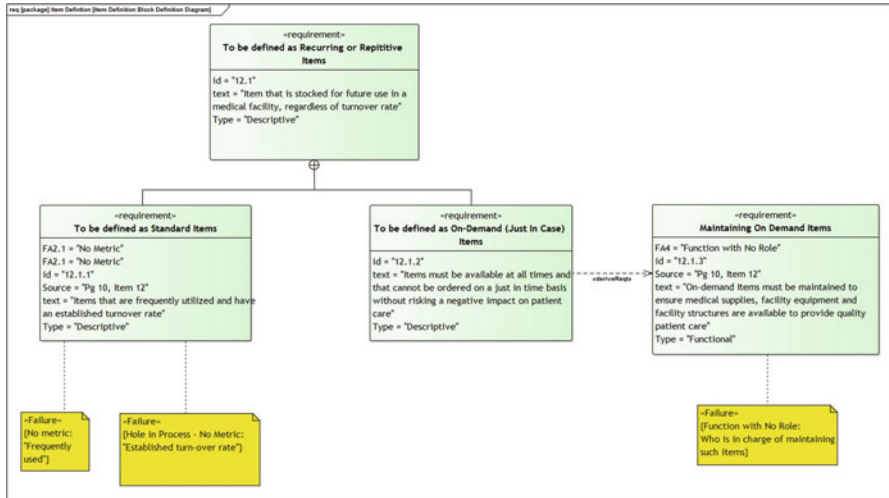 req [package] Item Defintion [Item Definition Block Definition Diagram]
«requirement»
To be defined as Recurring or Repititive
Items
Id = "12.1"
text = "Item that is stocked for future use in a
medical facility, regardless of turnover rate"
Type = "Descriptive"
«requirement»
To be defined as Standard Items
FA2.1 = "No Metric"
FA2.1 = "No Metric"
Id = "12.1.1"
Source = "Pg 10, Item 12"
text = "Items that are frequently utilized and have
an established turnover rate"
Type = "Descriptive"
«requirement»
To be defined as On-Demand (Just In Case)
Items
Id = "12.1.2"
text = "Items must be available at all times and
that cannot be ordered on a just in time basis
without risking a negative impact on patient
care"
Type = "Descriptive"
«deriveReqt»
«requirement»
Maintaining On Demand Items
FA4 = "Function with No Role"
Id = "12.1.3"
Source = "Pg 10, Item 12"
text = "On-demand items must be maintained to
ensure medical supplies, facility equipment and
facility structures are available to provide quality
patient care"
Type = "Functional"
«Failure»
{No metric:
"Frequently
used"}
«Failure»
{Hole in Process - No Metric:
"Established turn-over rate"}
«Failure»
{Function with No Role:
Who is in charge of maintaining
such items}